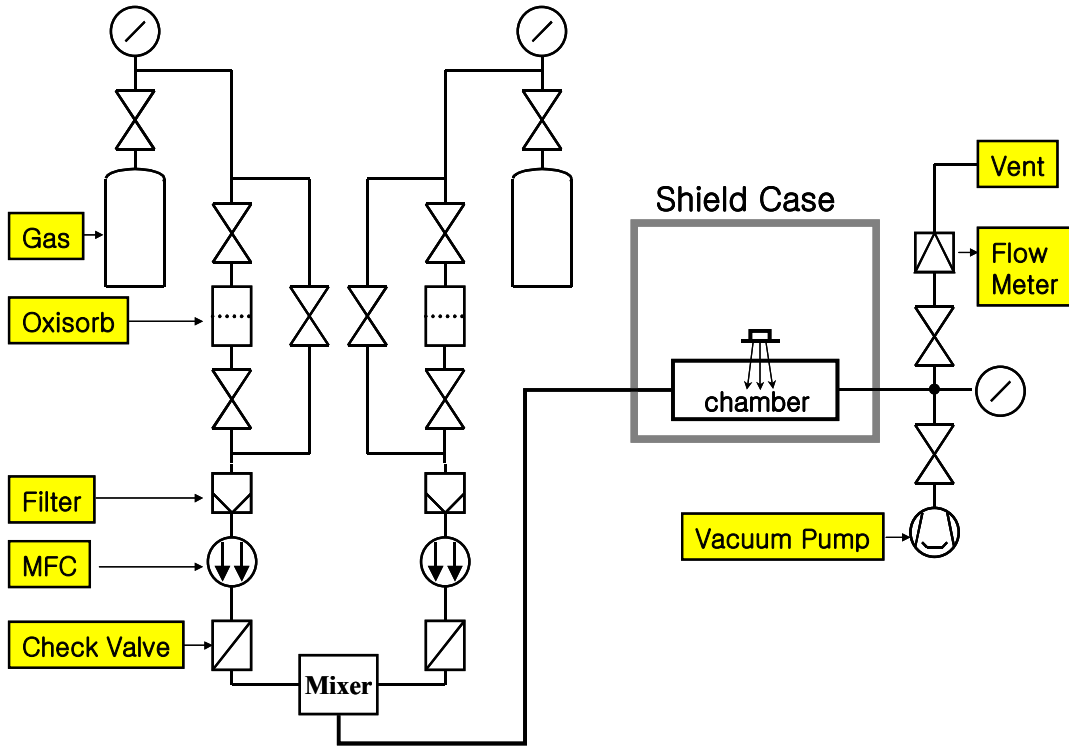 Gas
Oxisorb
Filter
MFC
Check Valve
Mixer
Shield Case
chamber
Vent
Flow
Meter
Vacuum Pump